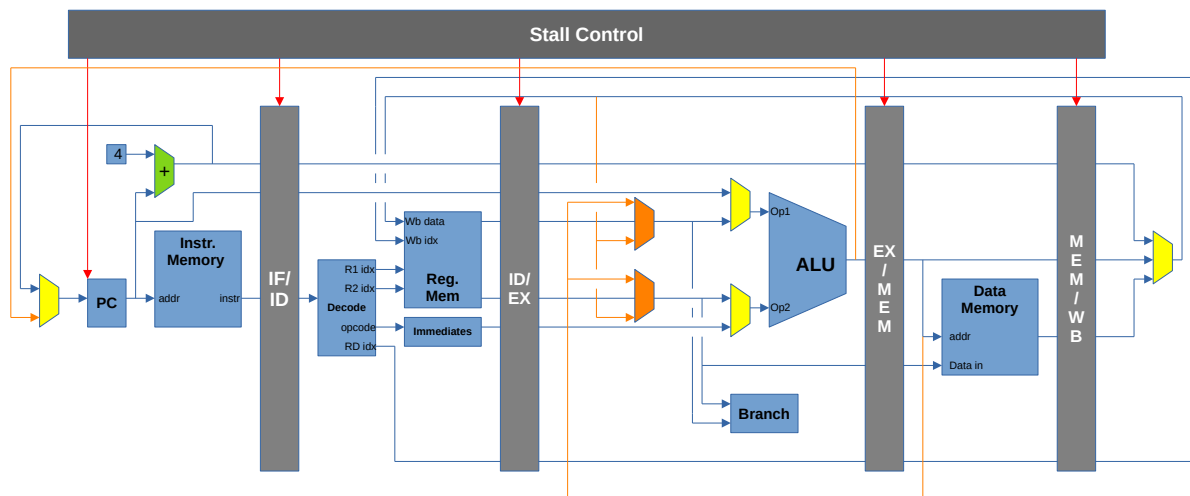 Stall Control
4
+
Instr.
Memory
addr
instr
PC
IF/
ID
R1 idx
R2 idx
Decode
opcode
RD idx
Wb data
Wb idx
Reg.
Mem
Immediates
ID/
EX
Op1
ALU
Op2
Branch
EX
/
M
E
M
Data
Memory
addr
Data in
M
E
M
/
W
B